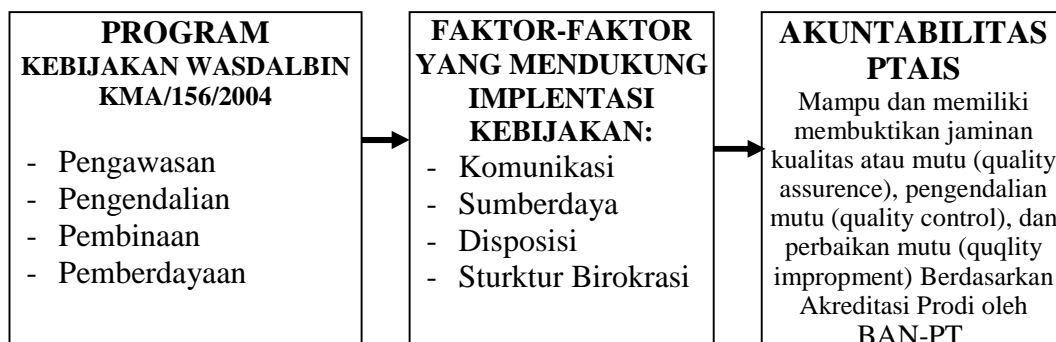 PROGRAM
KEBIJAKAN WASDALBIN
KMA/156/2004
- Pengawasan
- Pengendalian
- Pembinaan
- Pemberdayaan
FAKTOR-FAKTOR
YANG MENDUKUNG
IMPLENTASI
KEBIJAKAN:
- Komunikasi
- Sumberdaya
- Disposisi
- Sturktur Birokrasi
AKUNTABILITAS
PTAIS
Mampu dan memiliki
membuktikan jaminan
kualitas atau mutu (quality
assurence), pengendalian
mutu (quality control), dan
perbaikan mutu (quqlity
impropment) Berdasarkan
Akreditasi Prodi oleh
BAN-PT